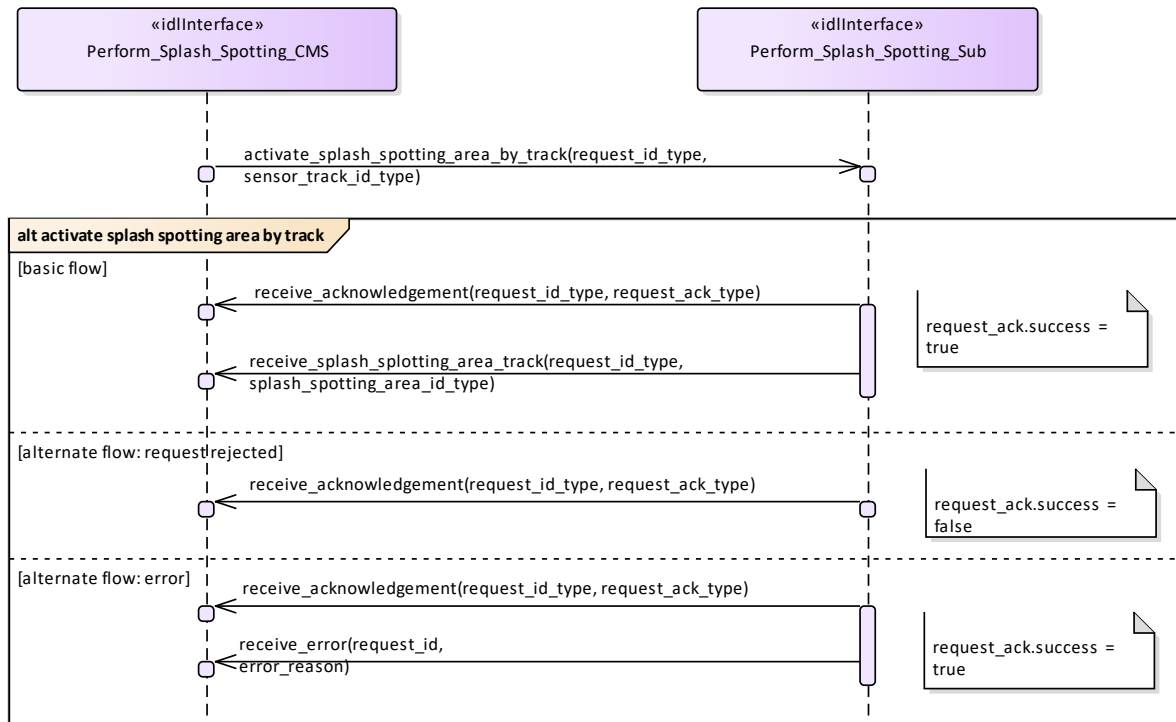 «idlInterface»
Perform_Splash_Spotting_CMS
«idlInterface»
Perform_Splash_Spotting_Sub
activate_splash_spotting_area_by_track(request_id_type,
sensor_track_id_type)
alt activate splash spotting area by track
[basic flow]
receive_acknowledgement(request_id_type, request_ack_type)
request_ack.success =
true
receive_splash_splotting_area_track(request_id_type,
splash_spotting_area_id_type)
[alternate flow: request rejected]
receive_acknowledgement(request_id_type, request_ack_type)
request_ack.success =
false
[alternate flow: error]
receive_acknowledgement(request_id_type, request_ack_type)
receive_error(request_id,
error_reason)
request_ack.success =
true